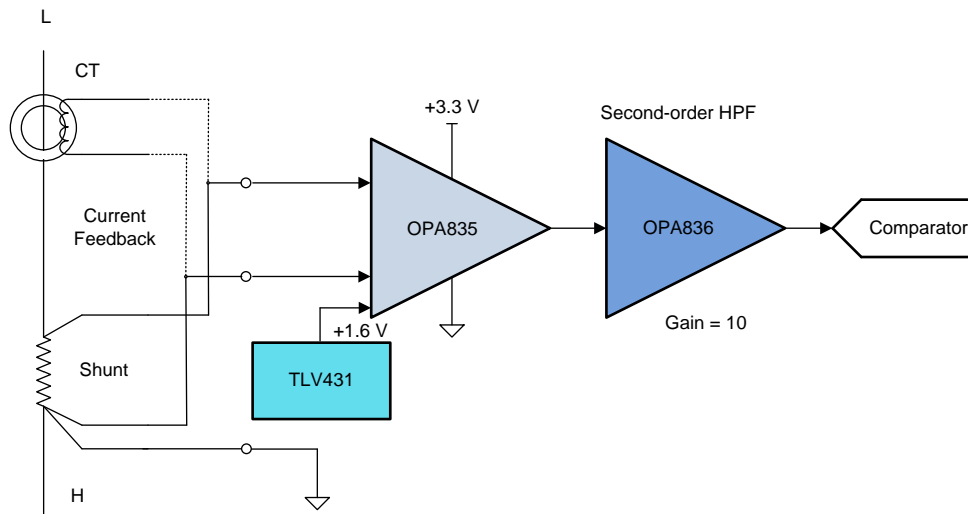 L
CT
+3.3 V
Second-order HPF
Current
Feedback
OPA835
OPA836
Comparator
+1.6 V
Gain = 10
Shunt
TLV431
H